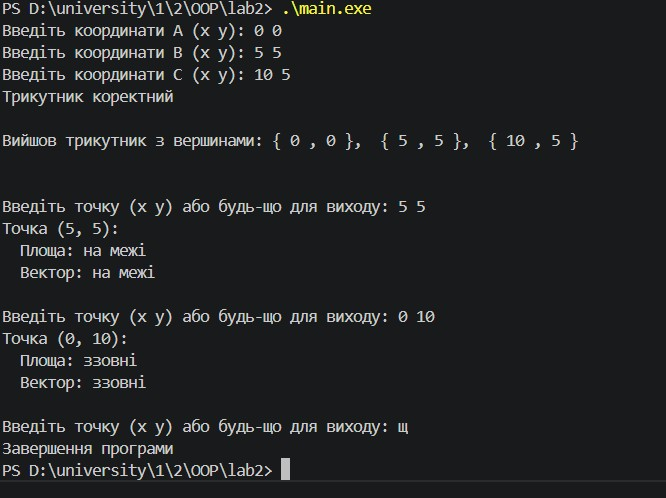 PS D:\university\1\2\OOP\lab2> .\main.exe
Введіть координати A (x y): 0 0
Введіть координати B (x y): 5 5
Введіть координати C (x y): 10 5
Трикутник коректний
Вийшов трикутник з вершинами: { 0 , 0 },  { 5 , 5 },  { 10 , 5 }
Введіть точку (x y) або будь-що для виходу: 5 5
Точка (5, 5):
  Площа: на межі
  Вектор: на межі
Введіть точку (x y) або будь-що для виходу: 0 10
Точка (0, 10):
  Площа: ззовні
  Вектор: ззовні
Введіть точку (x y) або будь-що для виходу: щ
Завершення програми
PS D:\university\1\2\OOP\lab2>